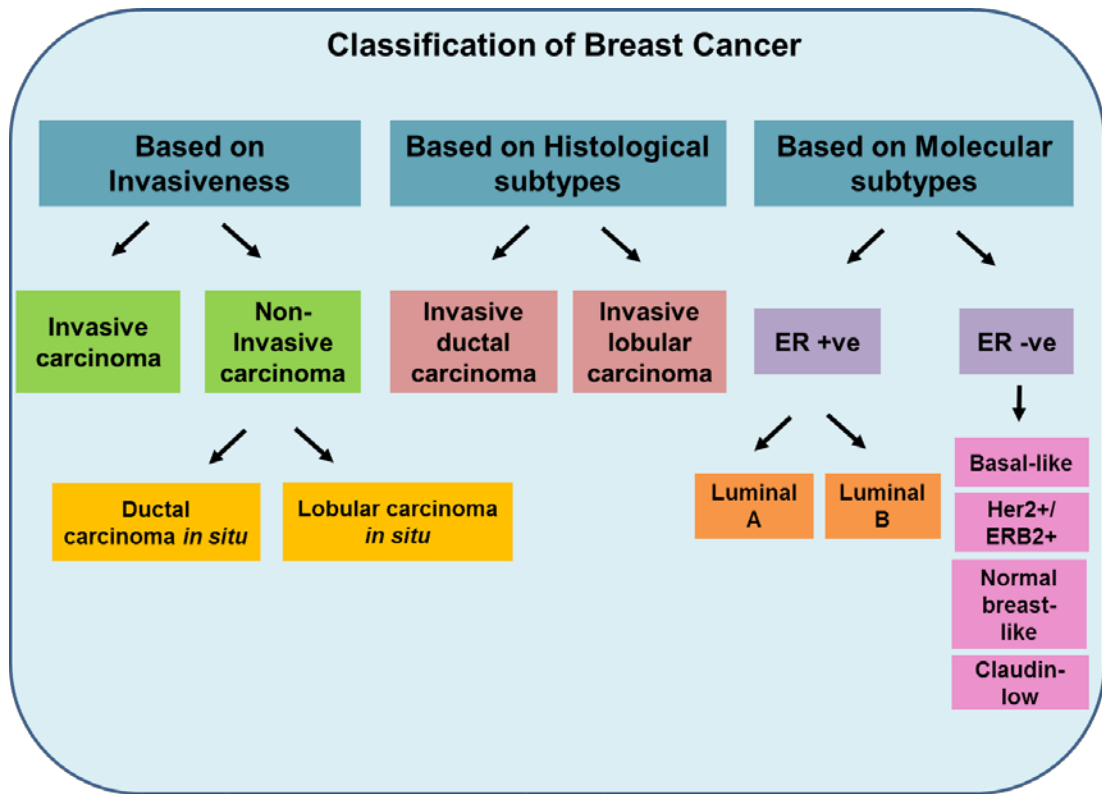 Classification of Breast Cancer
Based on
Invasiveness
Based on Histological
subtypes
Based on Molecular
subtypes
Invasive
carcinoma
Non-
Invasive
carcinoma
Invasive
ductal
carcinoma
Invasive
lobular
carcinoma
ER +ve
ER -ve
Ductal
carcinoma in situ
Lobular carcinoma
in situ
Luminal
A
Luminal
B
Basal-like
Her2+/
ERB2+
Normal
breast-
like
Claudin-
low